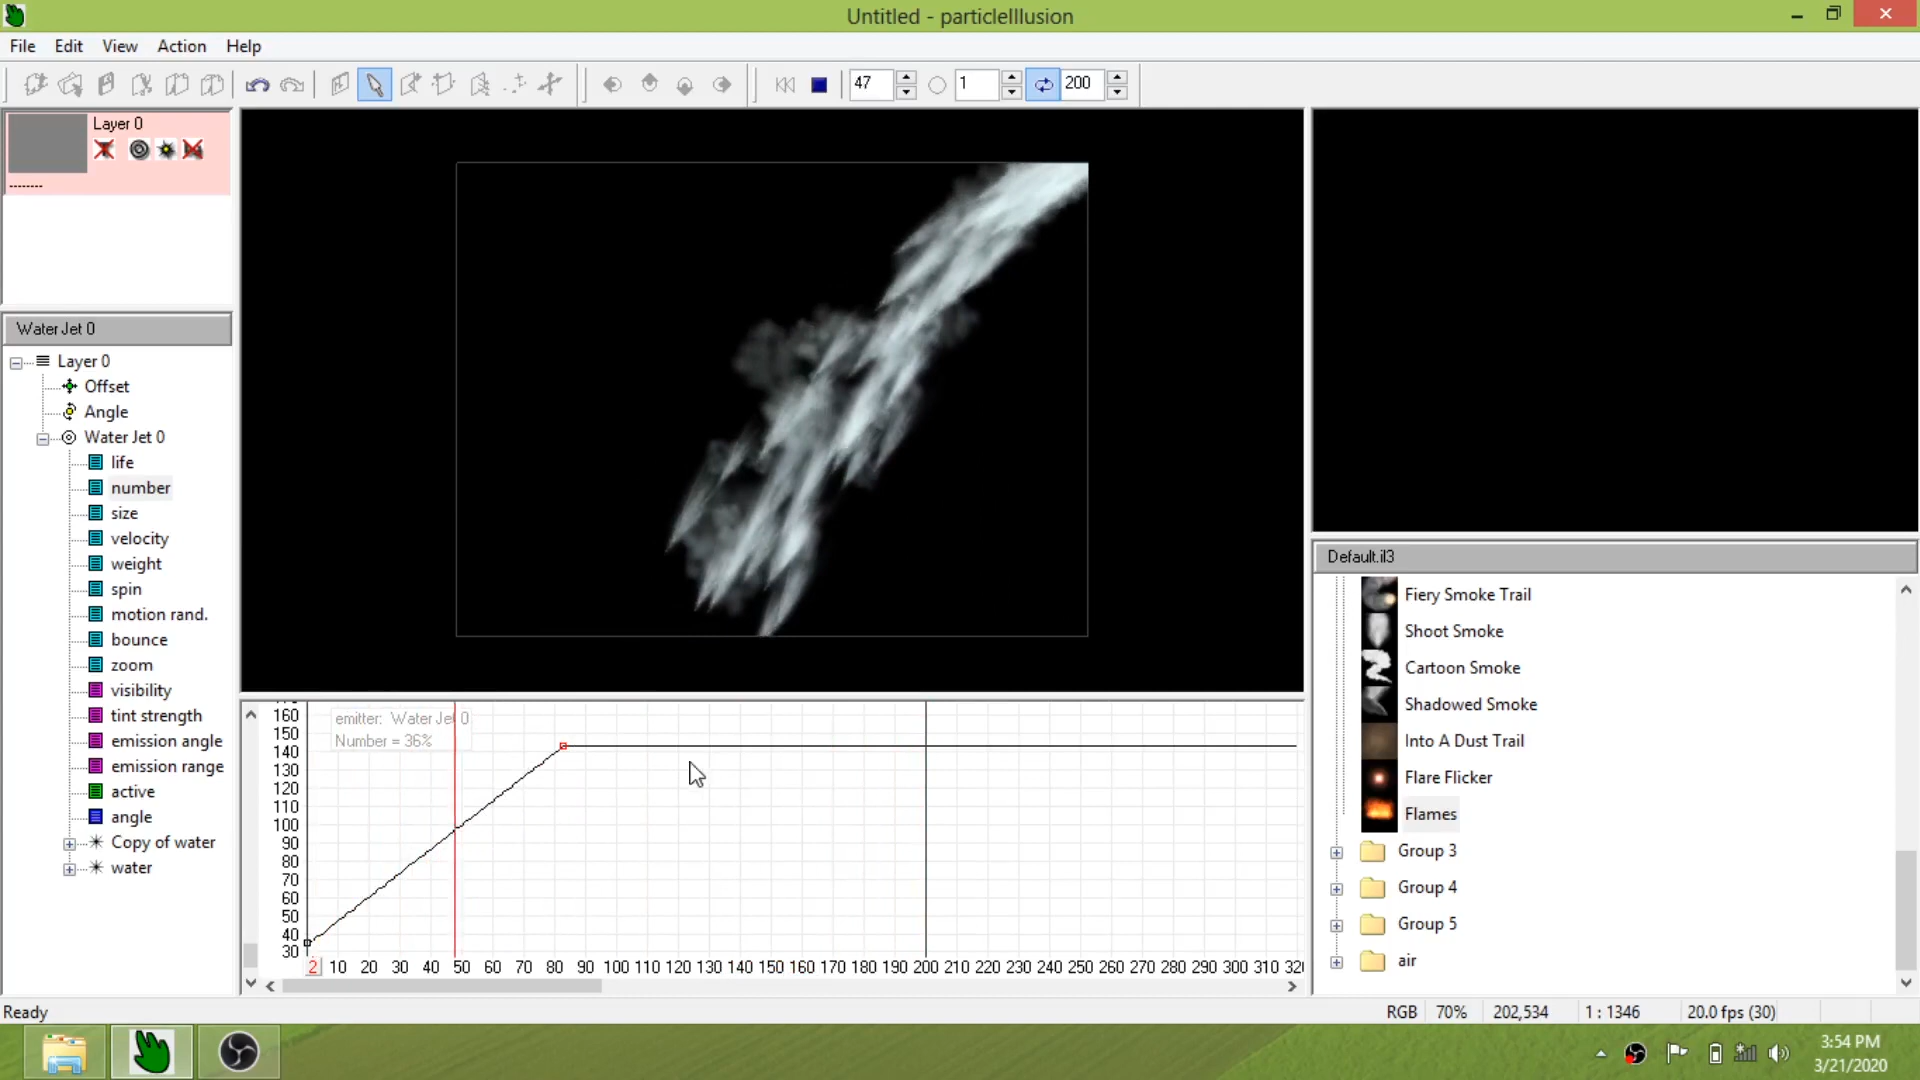 Untitled - particleIllusion
File Edit View Action Help
47 1 200
Layer 0
--------
Water Jet 0
Layer 0
Offset
Angle
Water Jet 0
life
number
size
velocity
weight
spin
motion rand.
bounce
zoom
visibility
tint strength
emission angle
emission range
active
angle
Copy of water
water
emitter: Water Jet 0
Number = 36%
160
150
140
130
120
110
100
90
80
70
60
50
40
30
2 10 20 30 40 50 60 70 80 90 100 110 120 130 140 150 160 170 180 190 200 210 220 230 240 250 260 270 280 290 300 310 32
Default.il3
Fiery Smoke Trail
Shoot Smoke
Cartoon Smoke
Shadowed Smoke
Into A Dust Trail
Flare Flicker
Flames
Group 3
Group 4
Group 5
air
Ready
RGB 70% 202,534 1 : 1346 20.0 fps (30)
3:54 PM
3/21/2020